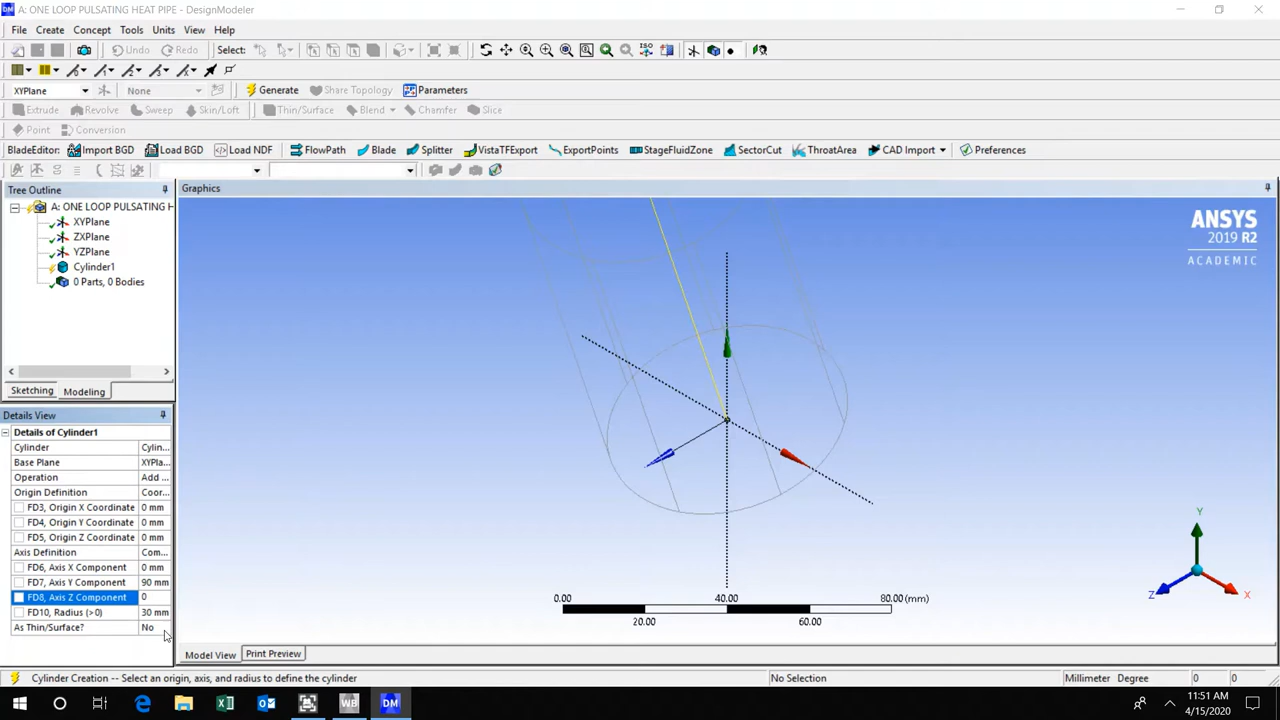 A: ONE LOOP PULSATING HEAT PIPE - DesignModeler
File Create Concept Tools Units View Help
Undo Redo Select: ISO
XYPlane None Generate Share Topology Parameters
Extrude Revolve Sweep Skin/Loft Thin/Surface Blend Chamfer Slice
Point Conversion
BladeEditor: Import BGD Load BGD Load NDF FlowPath Blade Splitter VistaTFExport ExportPoints StageFluidZone SectorCut ThroatArea CAD Import Preferences
Tree Outline
Graphics
A: ONE LOOP PULSATING H
XYPlane
ZXPlane
YZPlane
Cylinder1
0 Parts, 0 Bodies
Sketching Modeling
Details View
Details of Cylinder1
Cylinder Cylin...
Base Plane XYPla...
Operation Add ...
Origin Definition Coor...
FD3, Origin X Coordinate 0 mm
FD4, Origin Y Coordinate 0 mm
FD5, Origin Z Coordinate 0 mm
Axis Definition Com...
FD6, Axis X Component 0 mm
FD7, Axis Y Component 90 mm
FD8, Axis Z Component 0
FD10, Radius (>0) 30 mm
As Thin/Surface? No
ANSYS
2019 R2
ACADEMIC
0.00 40.00 80.00 (mm)
20.00 60.00
Y
Z X
Model View Print Preview
Cylinder Creation -- Select an origin, axis, and radius to define the cylinder No Selection Millimeter Degree 0 0
WB DM
11:51 AM
4/15/2020